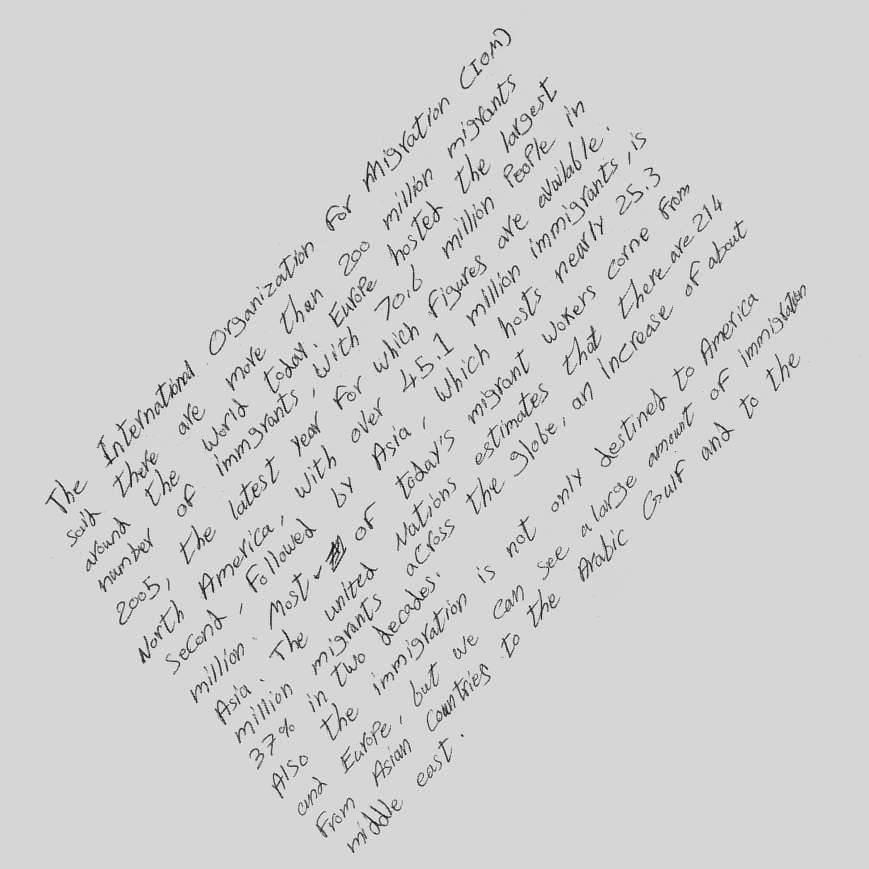 The International Organization For Migration (IOM)
said there are more than 200 million migrants
around the world today. Europe hosted the largest
number of immigrants, with 70,6 million People in
2005, the latest year For which Figures are available.
North America, with over 45.1 million immigrants, is
second, Followed by Asia, which hosts nearly 25.3
million. Most of today's migrant wokers come From
Asia. The united Nations estimates that there are 214
million migrants across the globe, an Increase of about
37% in two decades.
Also the immigration is not only destined to America
and Europe, but we can see a large amount of immigration
From Asian Countries to the Arabic Gulf and to the
middle east.